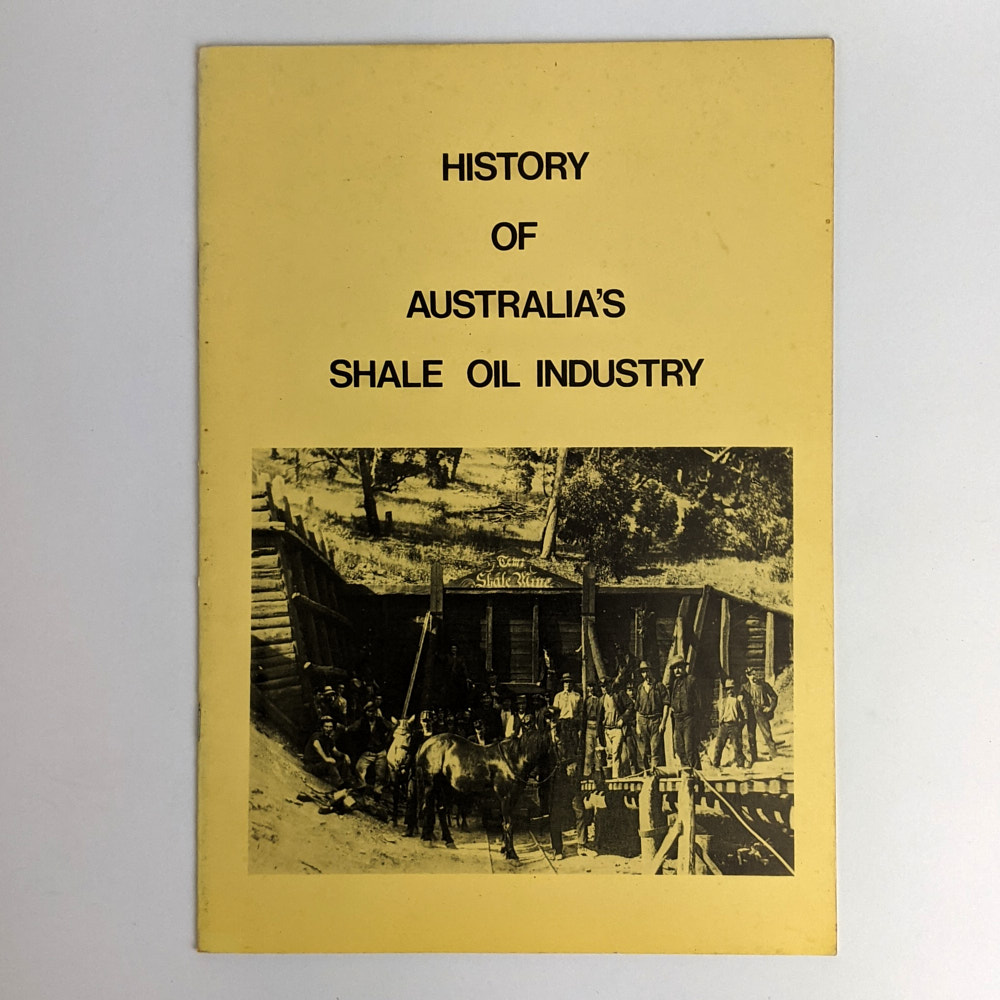 HISTORY
OF
AUSTRALIA'S
SHALE OIL INDUSTRY
Shale Mine